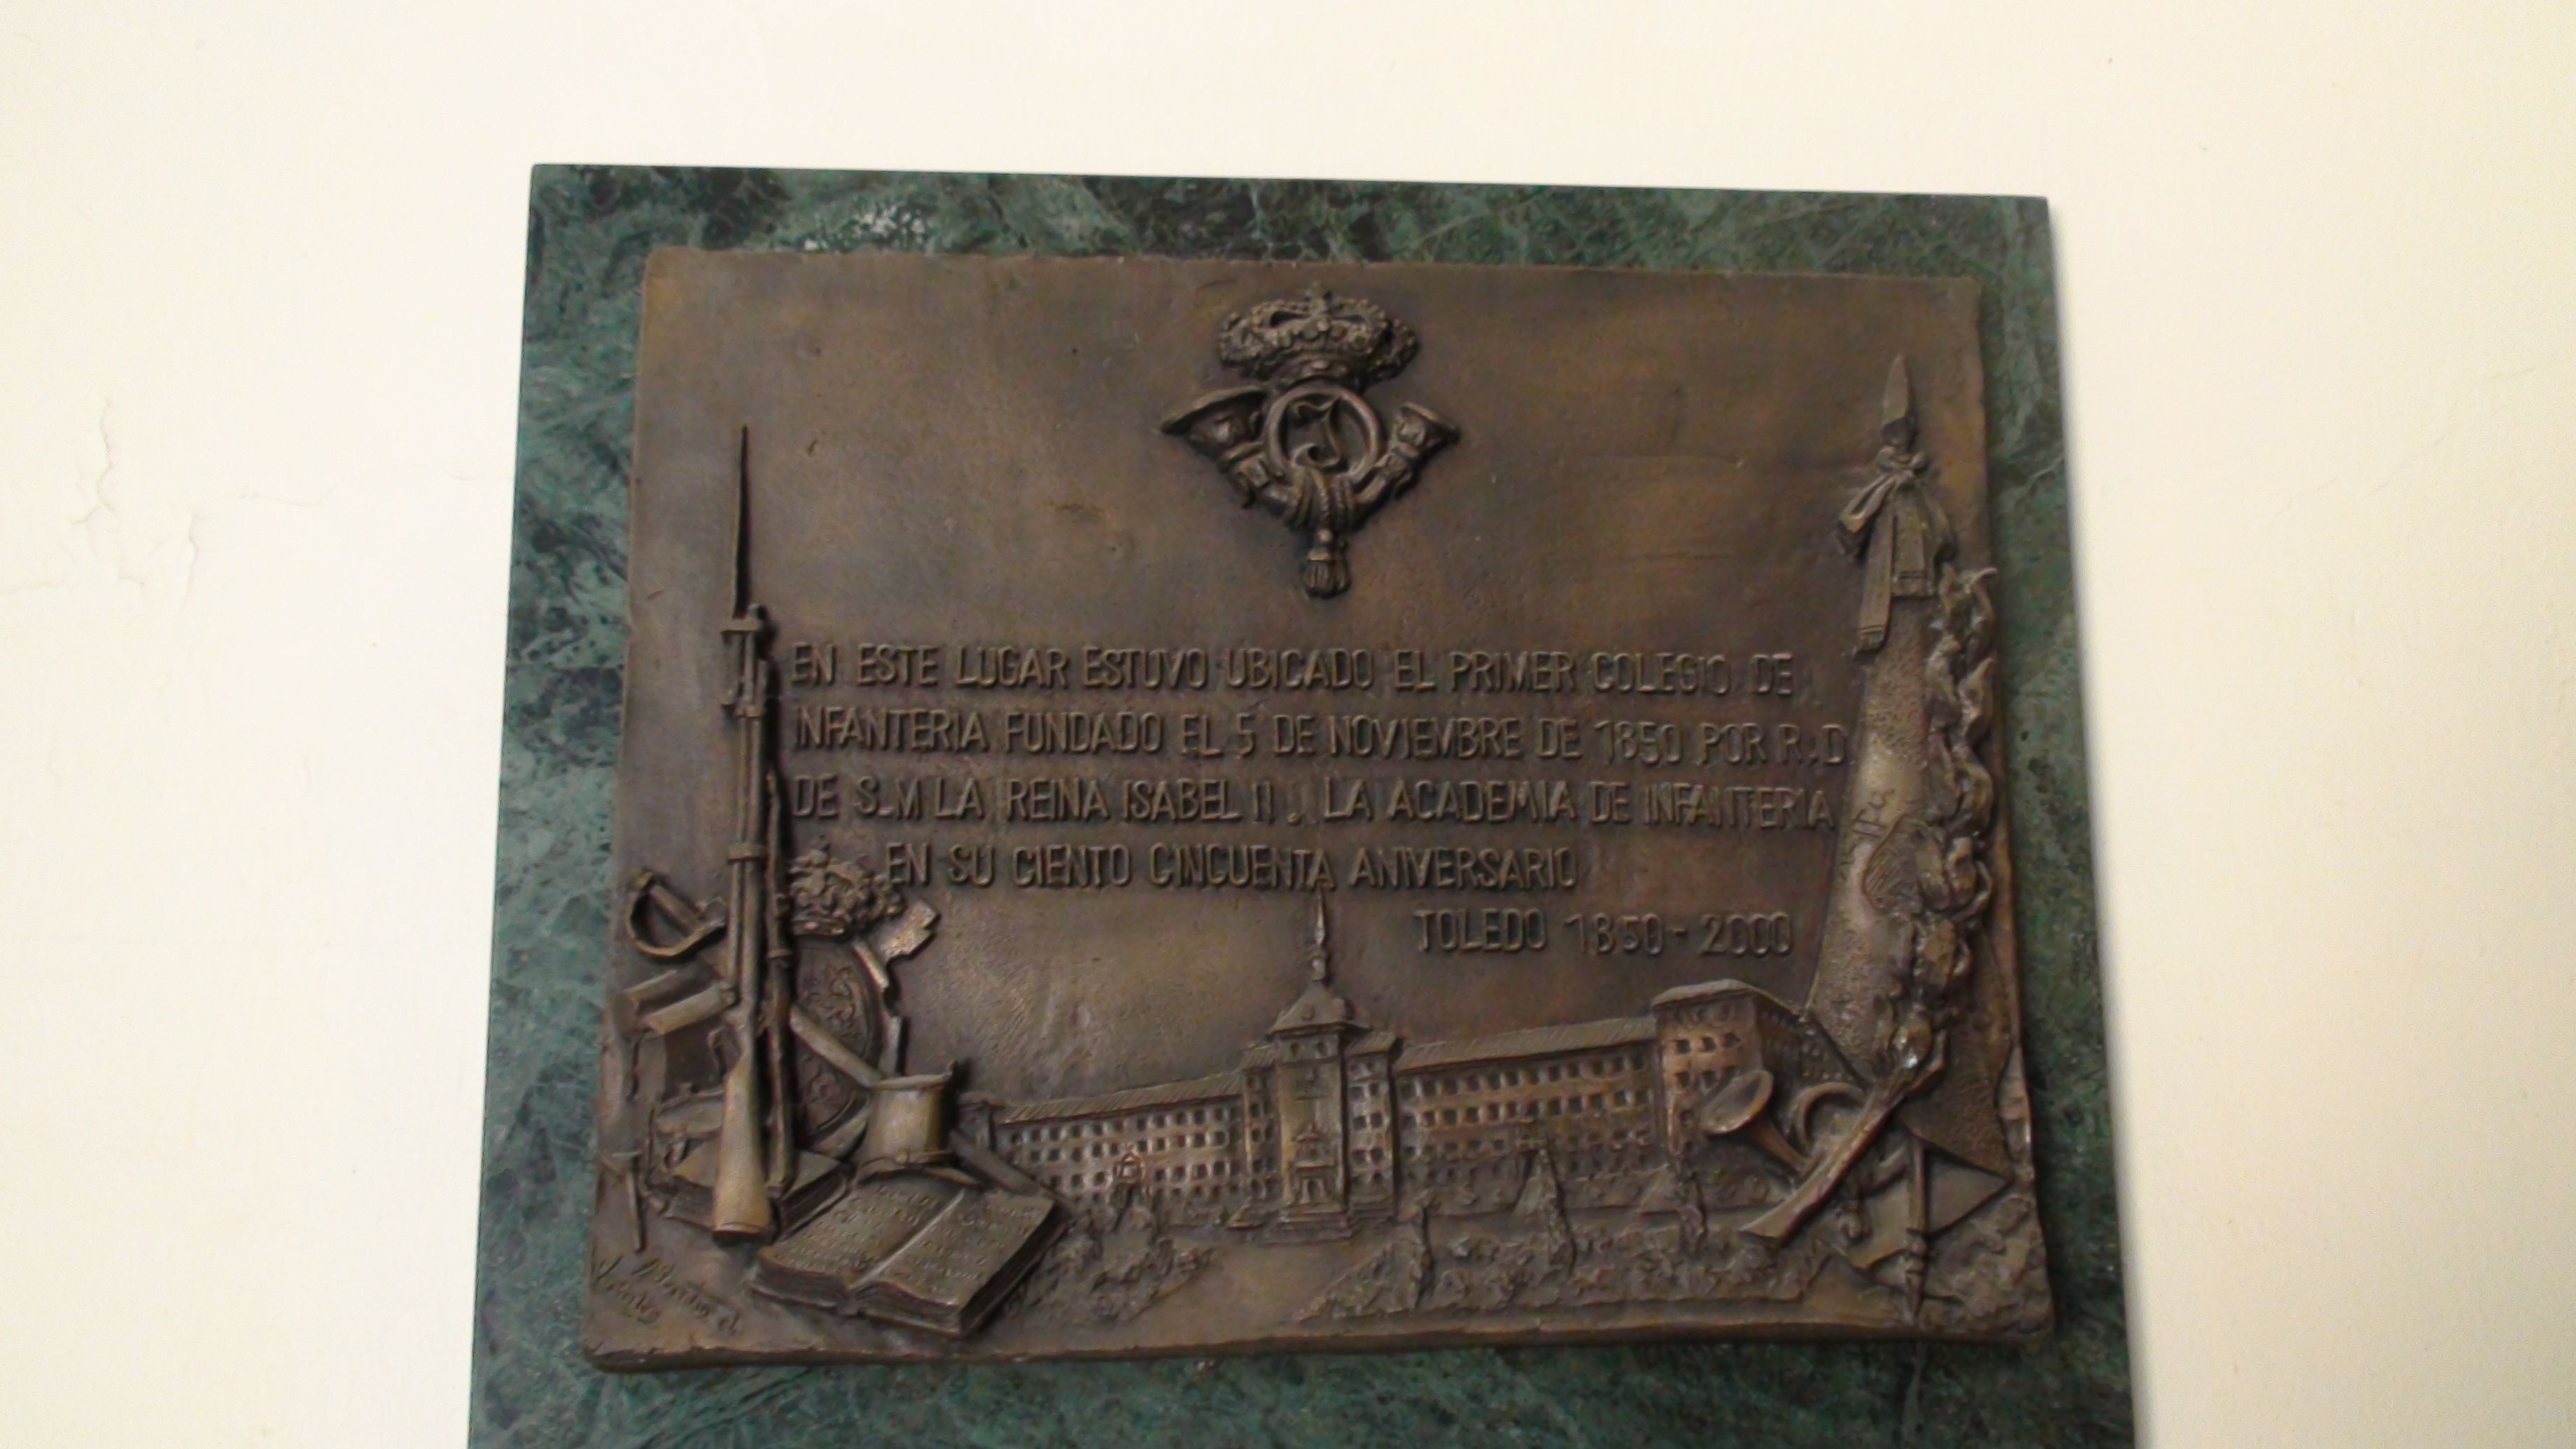 EN ESTE LUGAR ESTUVO UBICADO EL PRIMER COLEGIO DE
INFANTERIA FUNDADO EL 5 DE NOVIEMBRE DE 1850 POR R.D
DE S.M LA REINA ISABEL II. LA ACADEMIA DE INFANTERIA
EN SU CIENTO CINCUENTA ANIVERSARIO
TOLEDO 1850-2000